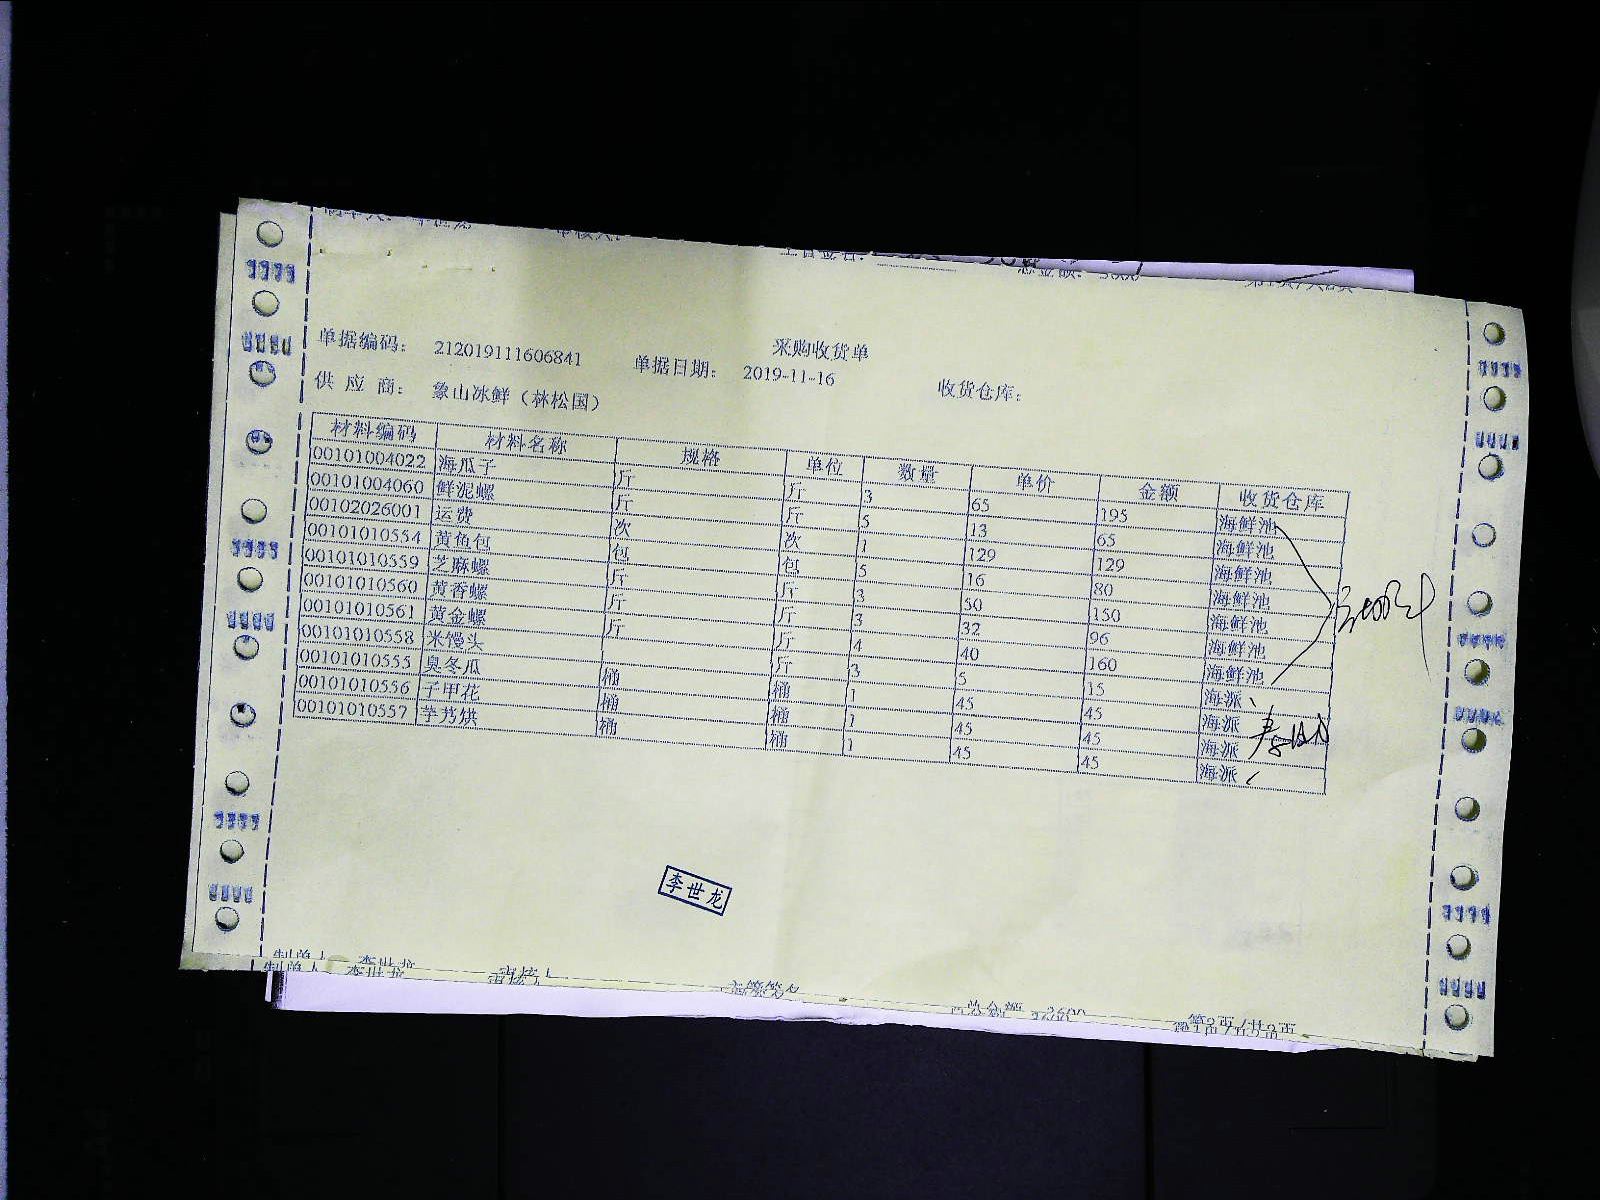 采购收货单
单据编码： 212019111606841 单据日期： 2019-11-16 收货仓库：
供 应 商： 象山冰鲜（林松国）
材料编码 材料名称 规格 单位 数量 单价 金额 收货仓库
00101004022 海瓜子 斤 斤 3 65 195 海鲜池
00101004060 鲜泥螺 斤 斤 5 13 65 海鲜池
00102026001 运费 次 次 1 129 129 海鲜池
00101010554 黄鱼包 包 包 5 16 80 海鲜池
00101010559 芝麻螺 斤 斤 3 50 150 海鲜池
00101010560 黄香螺 斤 斤 3 32 96 海鲜池
00101010561 黄金螺 斤 斤 4 40 160 海鲜池
00101010558 米馒头 斤 3 5 15 海派
00101010555 臭冬瓜 桶 桶 1 45 45 海派
00101010556 子甲花 桶 桶 1 45 45 海派
00101010557 芋艿烘 桶 桶 1 45 45 海派
李世龙